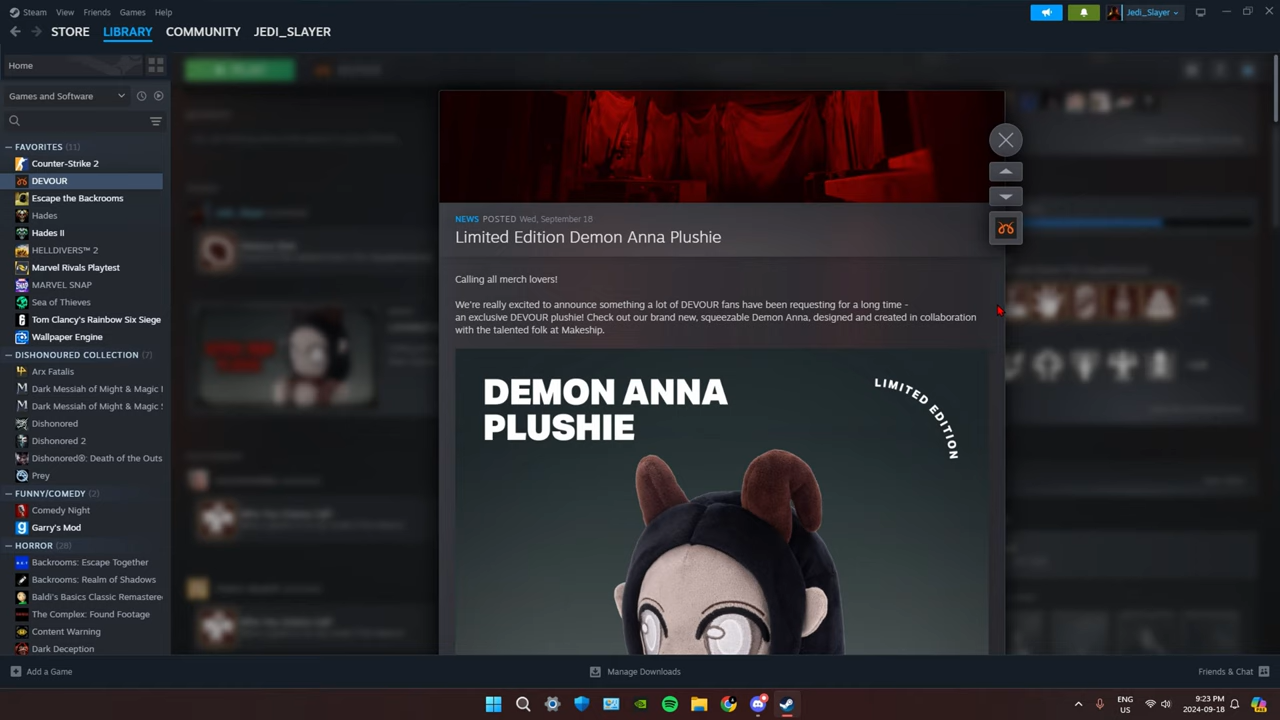 Steam View Friends Games Help
Jedi_Slayer
STORE LIBRARY COMMUNITY JEDI_SLAYER
Home
Games and Software
FAVORITES (11)
Counter-Strike 2
DEVOUR
Escape the Backrooms
Hades
Hades II
HELLDIVERS™ 2
Marvel Rivals Playtest
MARVEL SNAP
Sea of Thieves
Tom Clancy's Rainbow Six Siege
Wallpaper Engine
DISHONOURED COLLECTION (7)
Arx Fatalis
Dark Messiah of Might & Magic
Dark Messiah of Might & Magic
Dishonored
Dishonored 2
Dishonored®: Death of the Outs
Prey
FUNNY/COMEDY (2)
Comedy Night
Garry's Mod
HORROR (28)
Backrooms: Escape Together
Backrooms: Realm of Shadows
Baldi's Basics Classic Remastere
The Complex: Found Footage
Content Warning
Dark Deception
NEWS POSTED Wed, September 18
Limited Edition Demon Anna Plushie
Calling all merch lovers!
We're really excited to announce something a lot of DEVOUR fans have been requesting for a long time -
an exclusive DEVOUR plushie! Check out our brand new, squeezable Demon Anna, designed and created in collaboration
with the talented folk at Makeship.
DEMON ANNA
PLUSHIE
LIMITED EDITION
Add a Game
Manage Downloads
Friends & Chat
ENG
US
9:23 PM
2024-09-18